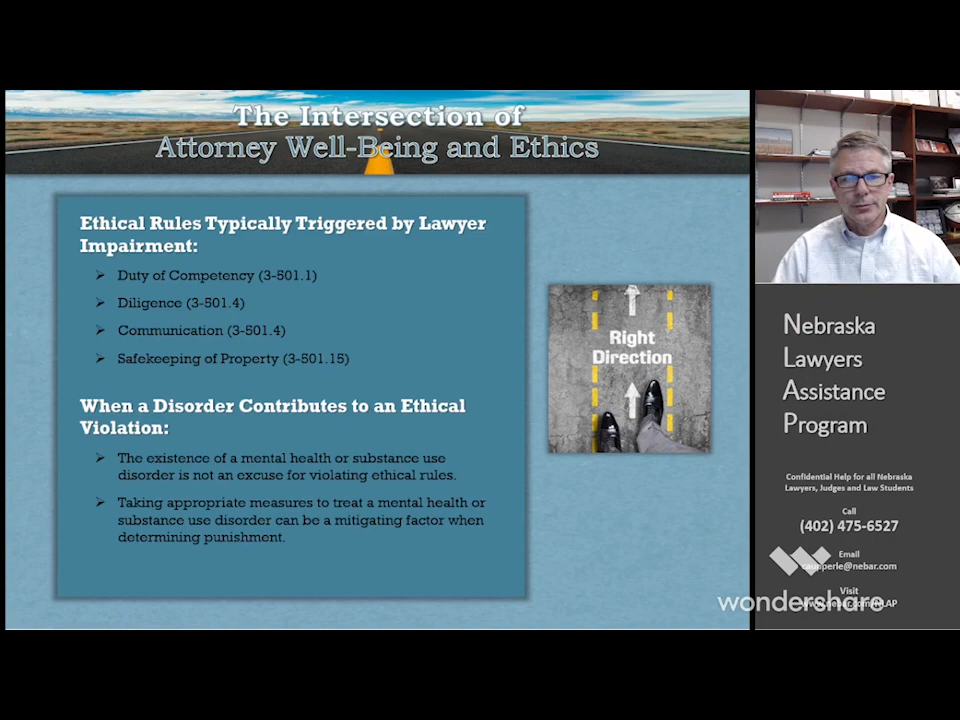 The Intersection of
Attorney Well-Being and Ethics
Ethical Rules Typically Triggered by Lawyer
Impairment:
Duty of Competency (3-501.1)
Diligence (3-501.4)
Communication (3-501.4)
Safekeeping of Property (3-501.15)
When a Disorder Contributes to an Ethical
Violation:
The existence of a mental health or substance use
disorder is not an excuse for violating ethical rules.
Taking appropriate measures to treat a mental health or
substance use disorder can be a mitigating factor when
determining punishment.
Right
Direction
Nebraska
Lawyers
Assistance
Program
Confidential Help for all Nebraska
Lawyers, Judges and Law Students
Call
(402) 475-6527
Email
Visit
wondershare